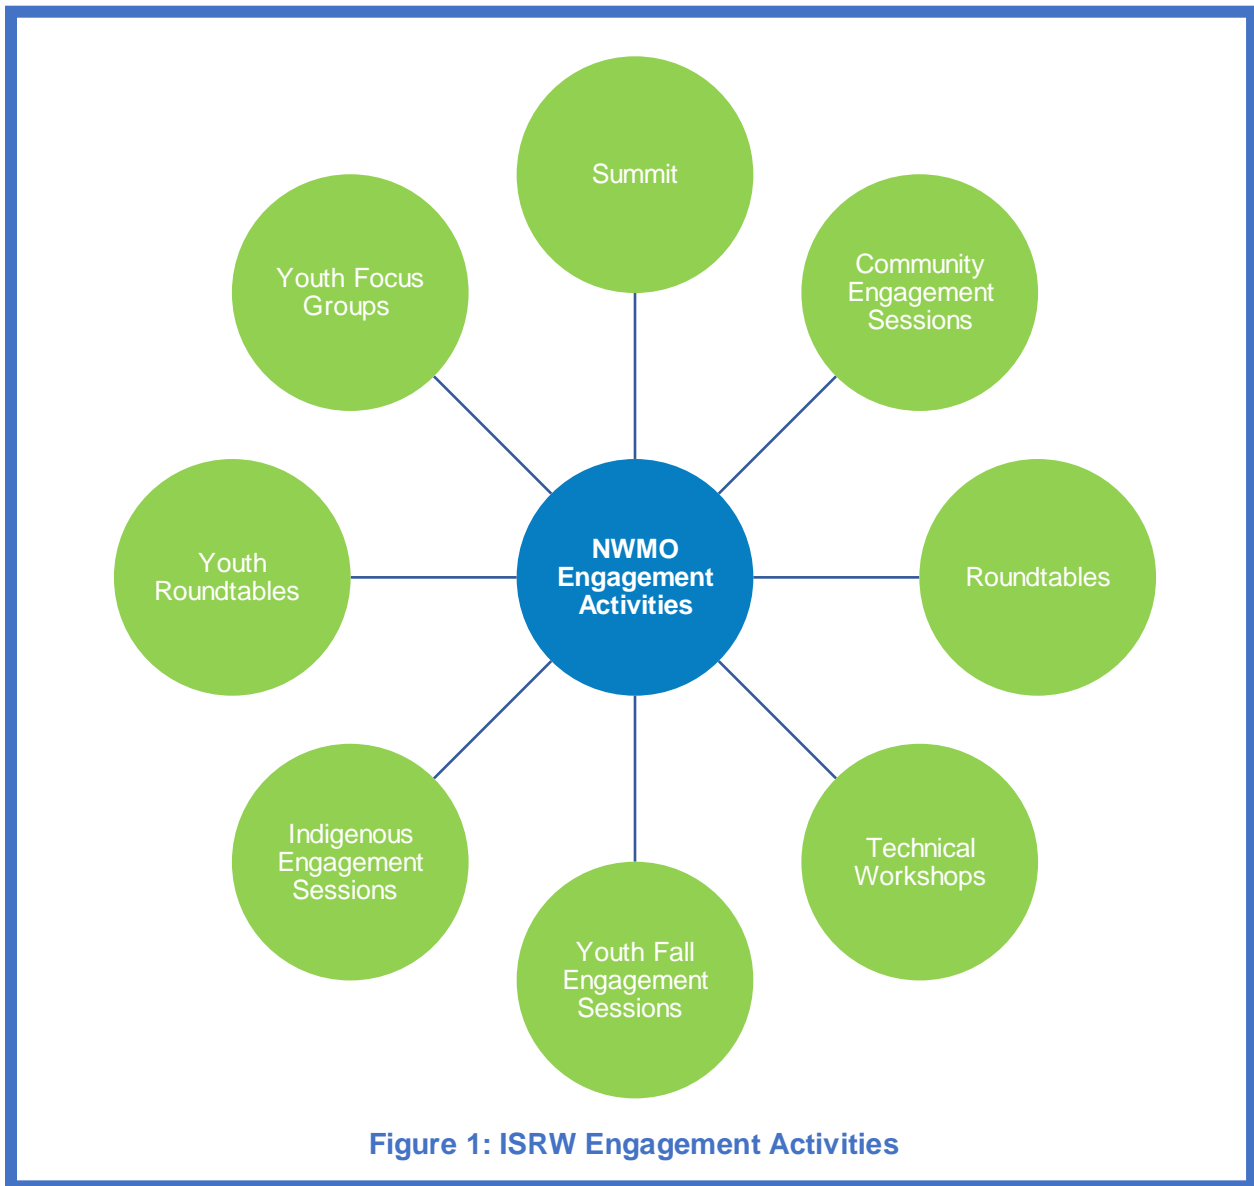 Summit
Community
Engagement
Sessions
Roundtables
Technical
Workshops
Youth Fall
Engagement
Sessions
Indigenous
Engagement
Sessions
Youth
Roundtables
Youth Focus
Groups
NWMO
Engagement
Activities
Figure 1: ISRW Engagement Activities